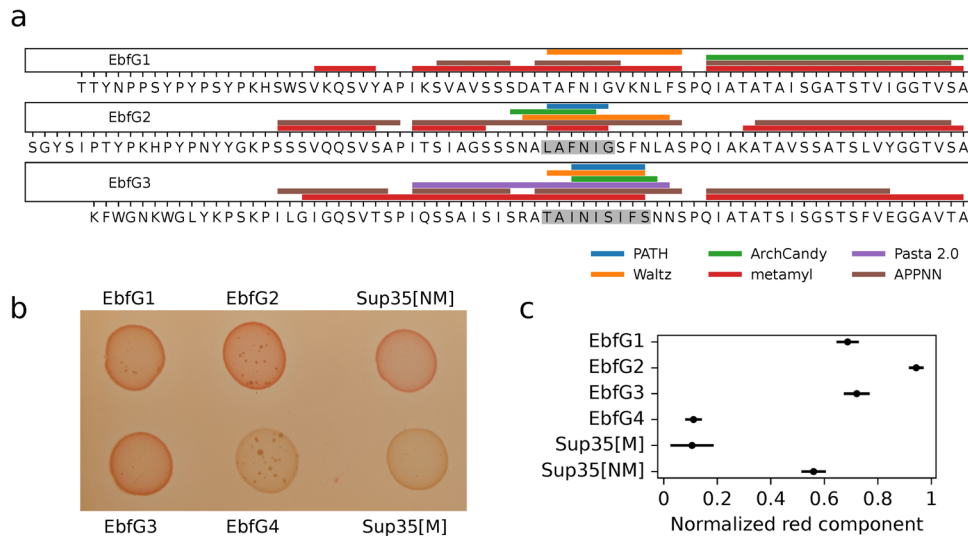 a
EbfG1
TTYNPPSYPYPSYPKHSWSVKQSVYAPIKSVAVSSSDATAFNIGVKNLFSPQIATATAISGATSTVIGGTVSA
EbfG2
SGYSIPTYPKHPYPNYYGKPSSSVQQSVSAPITSIAGSSSNALAFNIGSFNLASPQIAKATAVSSATSLVYGGTVSA
EbfG3
KFWGNKWGLYKPSKPILGIGQSVTSPIQSSAISISRATAINISIFSNNSPQIATATSISGSTSFVEGGAVTA
PATH ArchCandy Pasta 2.0
Waltz metamyl APPNN
b
EbfG1 EbfG2 Sup35[NM]
EbfG3 EbfG4 Sup35[M]
c
EbfG1
EbfG2
EbfG3
EbfG4
Sup35[M]
Sup35[NM]
0 0.2 0.4 0.6 0.8 1
Normalized red component